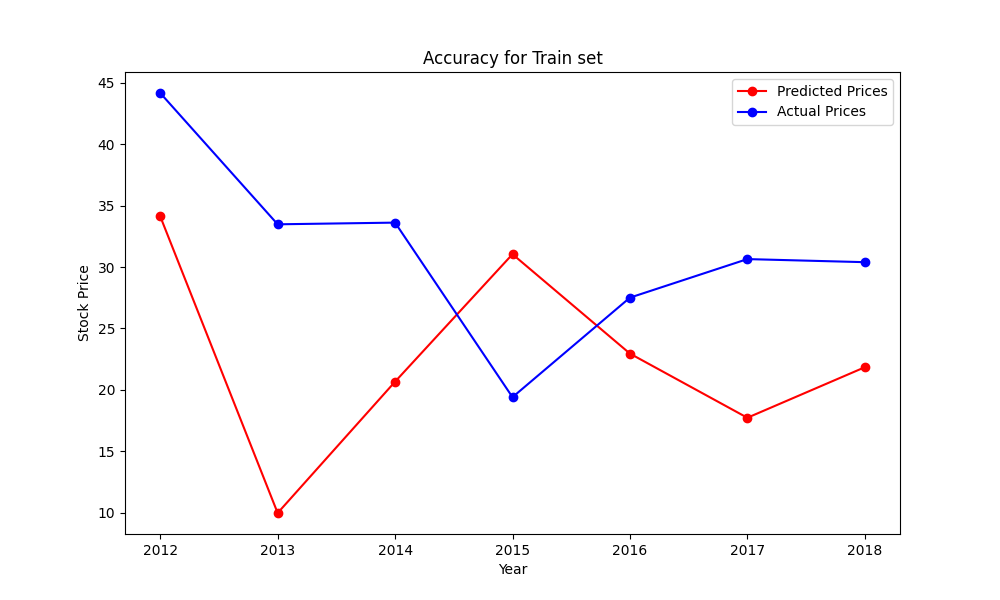 Accuracy for Train set
Predicted Prices
Actual Prices
45
40
35
30
25
20
15
10
Stock Price
2012 2013 2014 2015 2016 2017 2018
Year